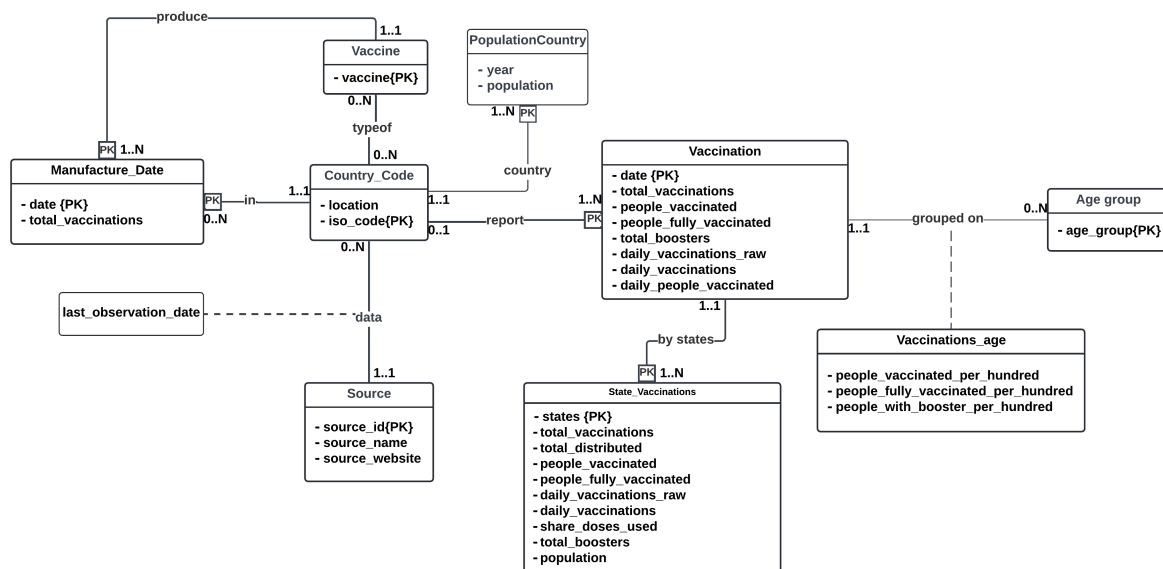 produce
1..1
Vaccine
- vaccine{PK}
0..N
typeof
0..N
PopulationCountry
- year
- population
1..N
PK
country
1..1
PK
1..N
Manufacture_Date
- date {PK}
- total_vaccinations
PK
0..N
in
1..1
Country_Code
- location
- iso_code{PK}
0..1
report
1..N
PK
0..N
Vaccination
- date {PK}
- total_vaccinations
- people_vaccinated
- people_fully_vaccinated
- total_boosters
- daily_vaccinations_raw
- daily_vaccinations
- daily_people_vaccinated
1..1
grouped on
0..N
Age group
- age_group{PK}
last_observation_date
data
1..1
Source
- source_id{PK}
- source_name
- source_website
1..1
by states
PK
1..N
State_Vaccinations
- states {PK}
- total_vaccinations
- total_distributed
- people_vaccinated
- people_fully_vaccinated
- daily_vaccinations_raw
- daily_vaccinations
- share_doses_used
- total_boosters
- population
Vaccinations_age
- people_vaccinated_per_hundred
- people_fully_vaccinated_per_hundred
- people_with_booster_per_hundred